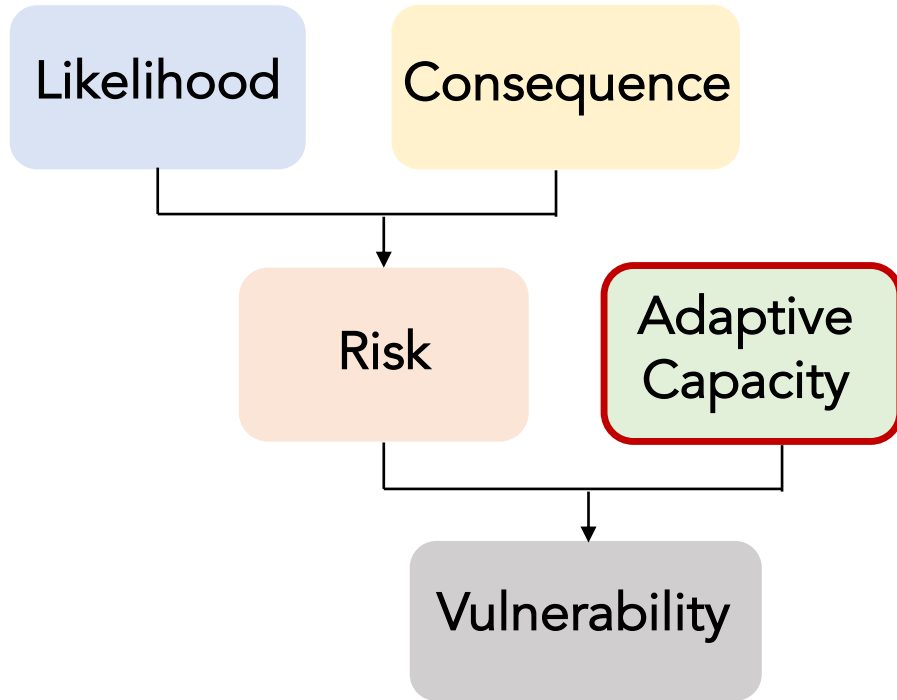 Likelihood
Consequence
Risk
Adaptive
Capacity
Vulnerability